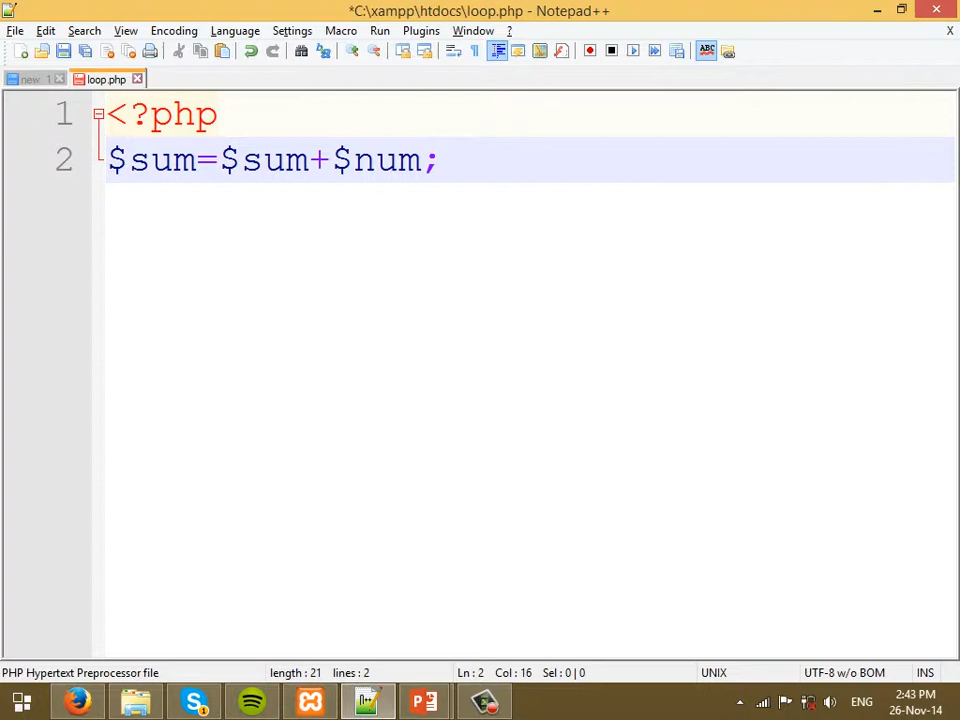 *C:\xampp\htdocs\loop.php - Notepad++
File Edit Search View Encoding Language Settings Macro Run Plugins Window ? X
ABC
new 1 loop.php
1 <?php
2 $sum=$sum+$num;
PHP Hypertext Preprocessor file length : 21 lines : 2 Ln : 2 Col : 16 Sel : 0 | 0 UNIX UTF-8 w/o BOM INS
ENG 2:43 PM
26-Nov-14